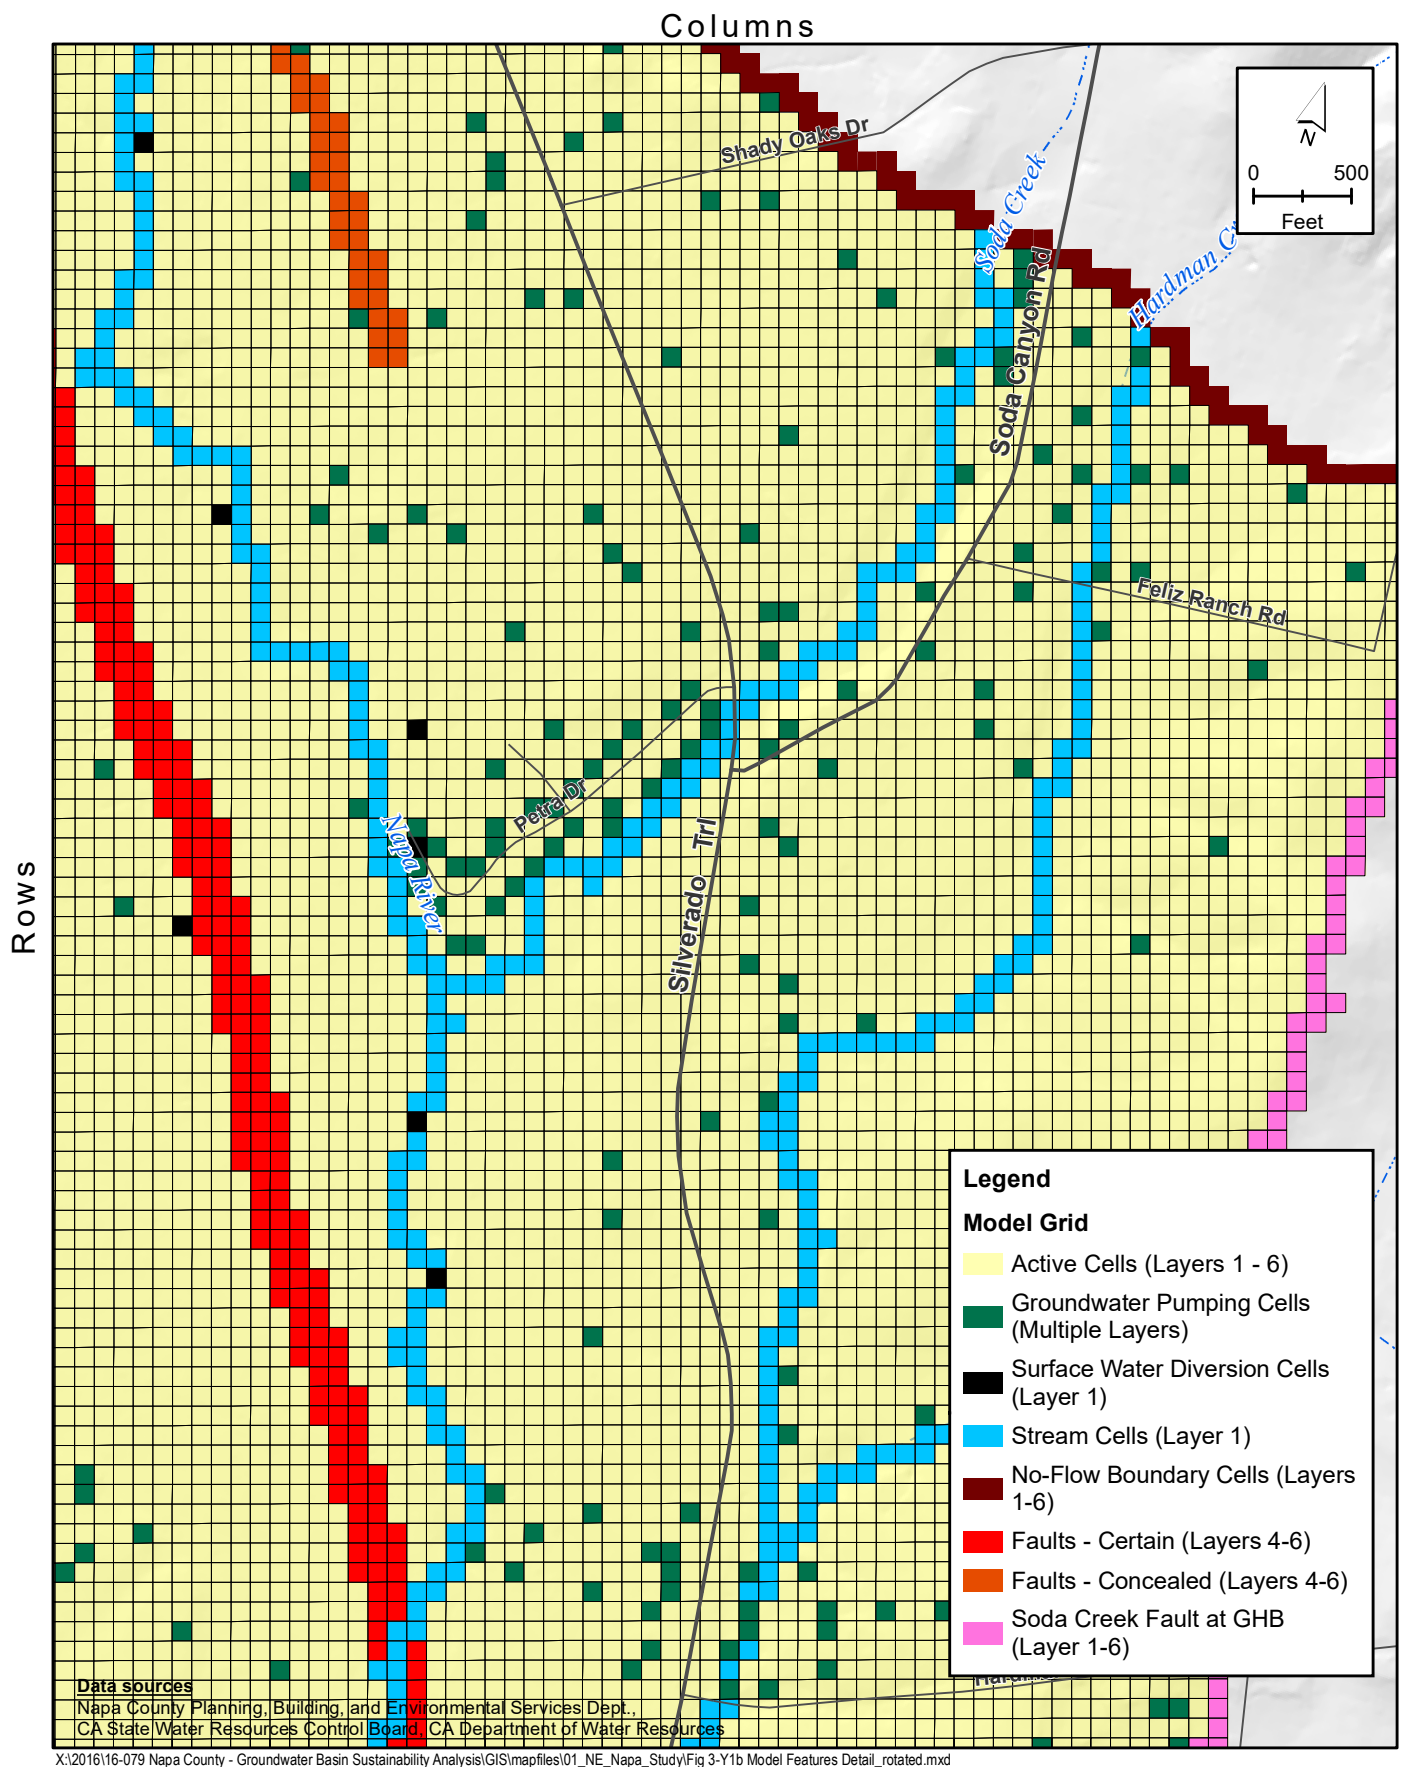 Columns
Rows
Shady Oaks Dr
Soda Creek
Soda Canyon Rd
Hardman Cr
N
0 500
Feet
Feliz Ranch Rd
Petra Dr
Napa River
Silverado Trl
Legend
Model Grid
Active Cells (Layers 1 - 6)
Groundwater Pumping Cells
(Multiple Layers)
Surface Water Diversion Cells
(Layer 1)
Stream Cells (Layer 1)
No-Flow Boundary Cells (Layers
1-6)
Faults - Certain (Layers 4-6)
Faults - Concealed (Layers 4-6)
Soda Creek Fault at GHB
(Layer 1-6)
Data sources
Napa County Planning, Building, and Environmental Services Dept.,
CA State Water Resources Control Board, CA Department of Water Resources
X:\2016\16-079 Napa County - Groundwater Basin Sustainability Analysis\GIS\mapfiles\01_NE_Napa_Study\Fig 3-Y1b Model Features Detail_rotated.mxd